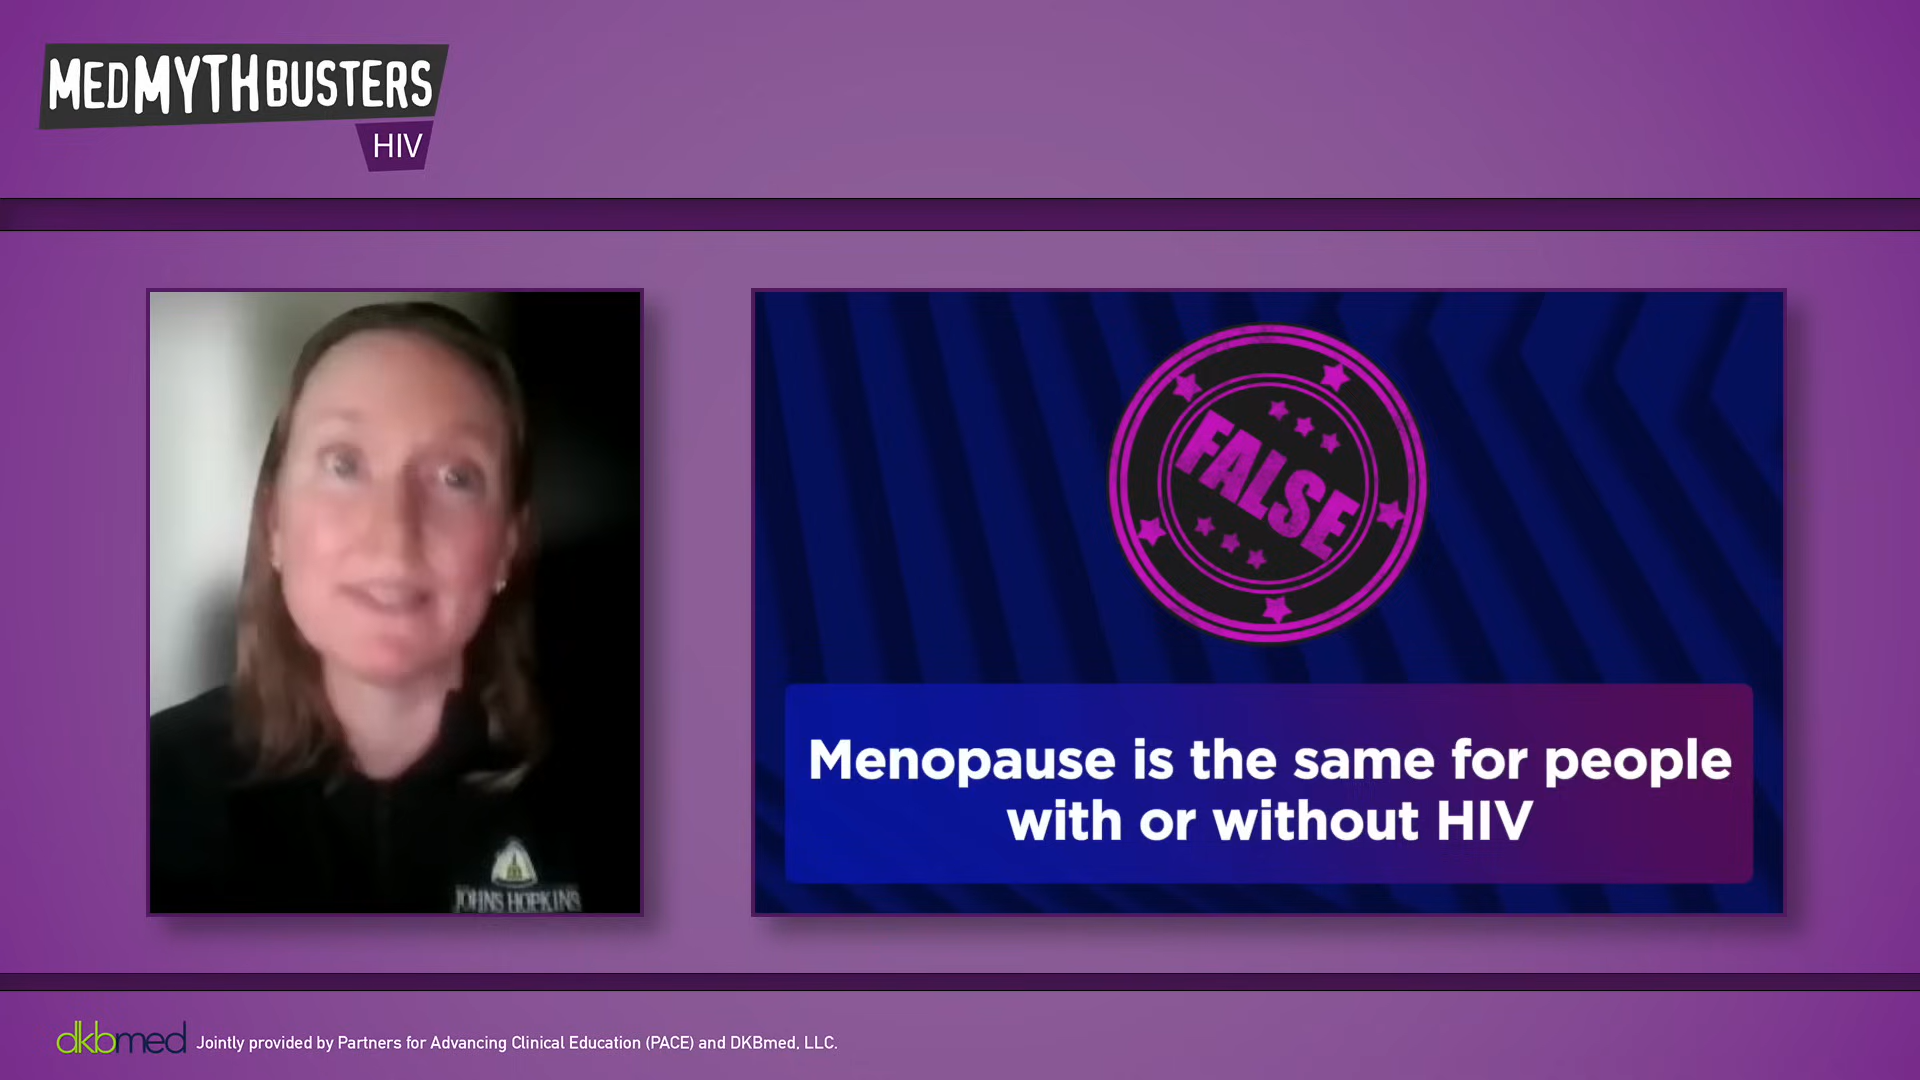 MEDMYTHBUSTERS
HIV
FALSE
Menopause is the same for people
with or without HIV
JOHNS HOPKINS
dkbmed Jointly provided by Partners for Advancing Clinical Education (PACE) and DKBmed, LLC.